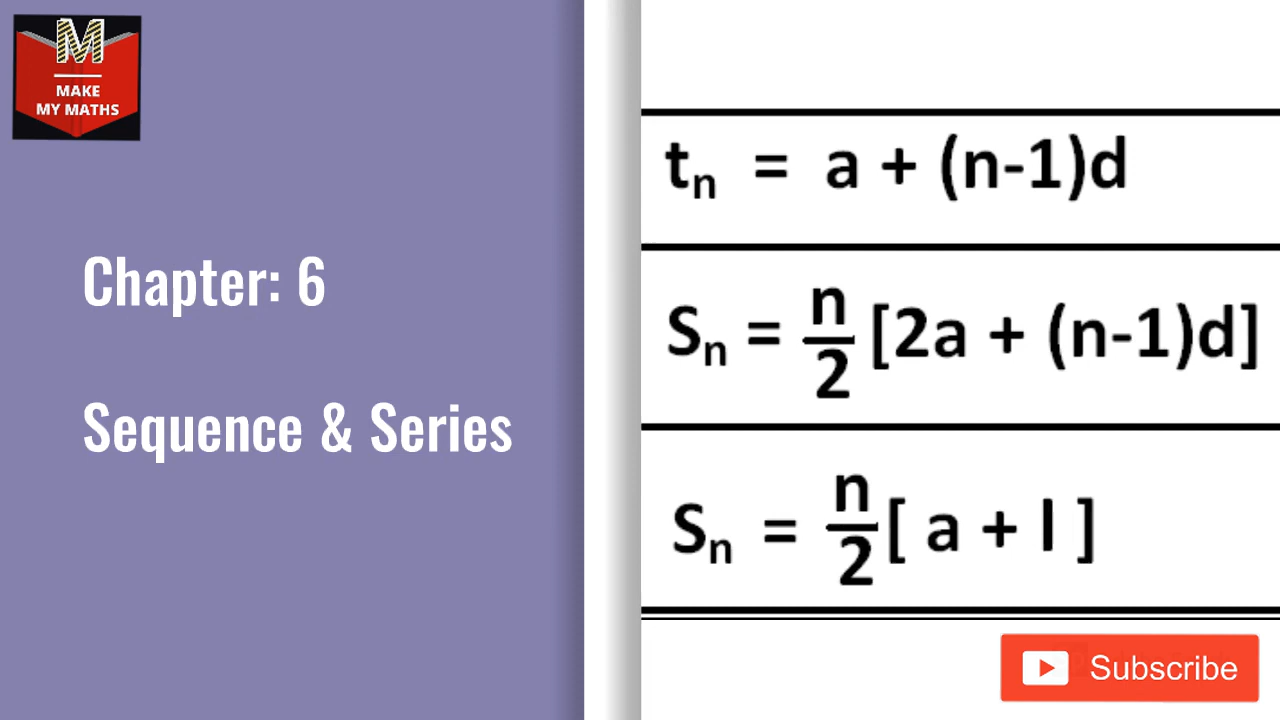 M
MAKE
MY MATHS
Chapter: 6
Sequence & Series
tₙ = a + (n-1)d
Sₙ = n/2 [2a + (n-1)d]
Sₙ = n/2 [ a + l ]
Subscribe